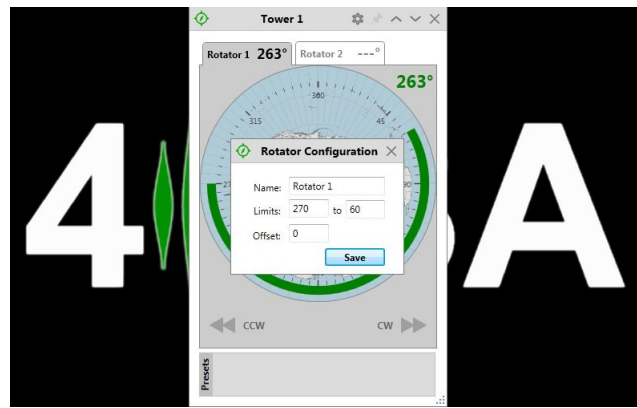 Tower 1
Rotator 1 263° Rotator 2 ---°
263°
360
315 45
Rotator Configuration
Name: Rotator 1
Limits: 270 to 60
Offset: 0
Save
CCW CW
Presets
4 A